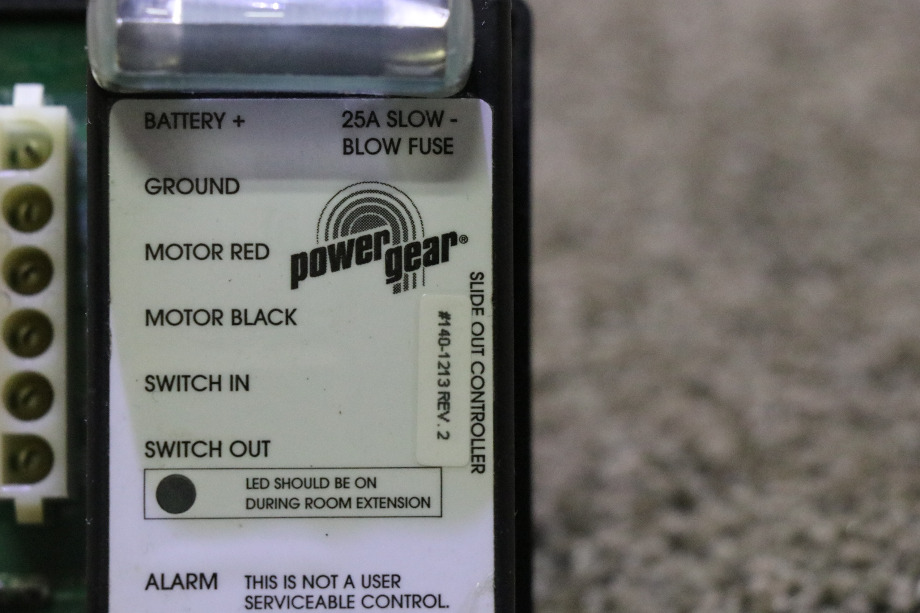 BATTERY +
25A SLOW -
BLOW FUSE
GROUND
power gear®
MOTOR RED
MOTOR BLACK
SLIDE OUT CONTROLLER
#140-1213 REV. 2
SWITCH IN
SWITCH OUT
LED SHOULD BE ON
DURING ROOM EXTENSION
ALARM
THIS IS NOT A USER
SERVICEABLE CONTROL.